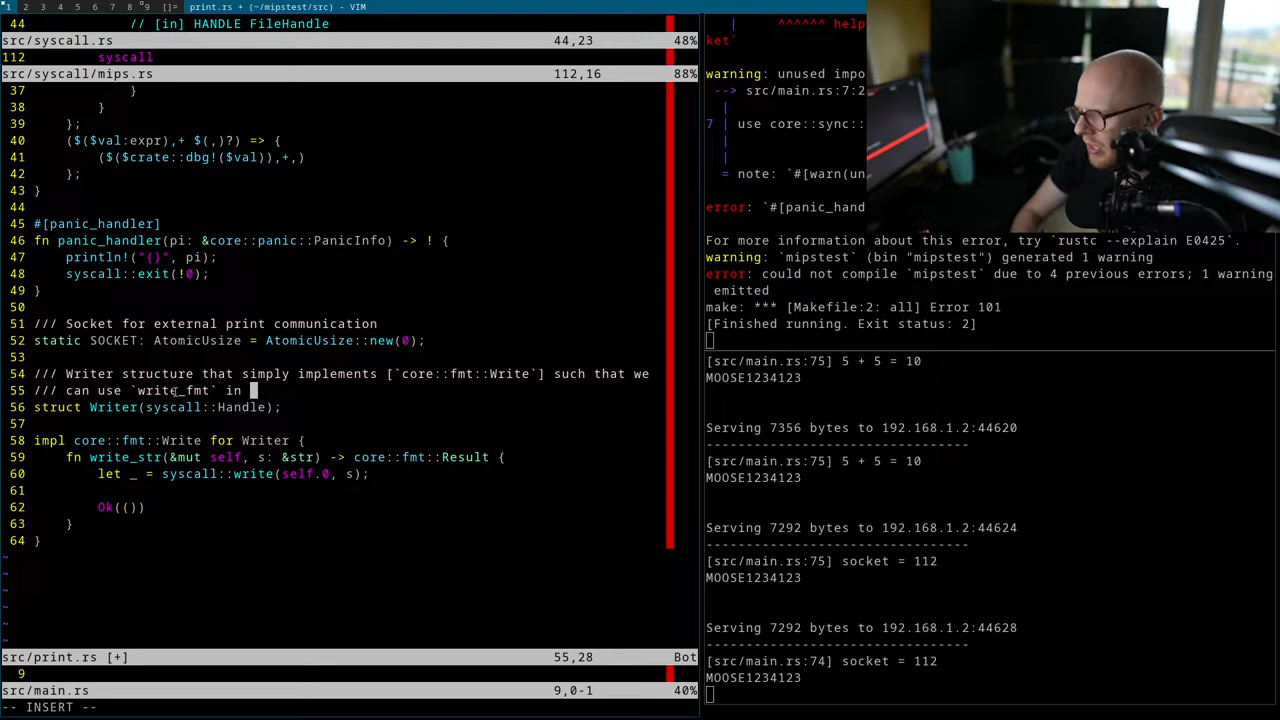 1 2 3 4 5 6 7 8 9 []= print.rs + (~/mipstest/src) - VIM
44 // [in] HANDLE FileHandle
src/syscall.rs 44,23 48%
112 syscall
src/syscall/mips.rs 112,16 88%
37 }
38 }
39 };
40 ($($val:expr),+ $(,)?) => {
41 ($($crate::dbg!($val)),+,)
42 };
43 }
44
45 #[panic_handler]
46 fn panic_handler(pi: &core::panic::PanicInfo) -> ! {
47 println!("{}", pi);
48 syscall::exit(!0);
49 }
50
51 /// Socket for external print communication
52 static SOCKET: AtomicUsize = AtomicUsize::new(0);
53
54 /// Writer structure that simply implements [`core::fmt::Write`] such that we
55 /// can use `write_fmt` in
56 struct Writer(syscall::Handle);
57
58 impl core::fmt::Write for Writer {
59 fn write_str(&mut self, s: &str) -> core::fmt::Result {
60 let _ = syscall::write(self.0, s);
61
62 Ok(())
63 }
64 }
~
~
~
~
~
src/print.rs [+] 55,28 Bot
9
src/main.rs 9,0-1 40%
-- INSERT --
| ^^^^^^ help
ket`
warning: unused impo
--> src/main.rs:7:2
|
7 | use core::sync::
|
|
= note: `#[warn(un
error: `#[panic_hand
For more information about this error, try `rustc --explain E0425`.
warning: `mipstest` (bin "mipstest") generated 1 warning
error: could not compile `mipstest` due to 4 previous errors; 1 warning
emitted
make: *** [Makefile:2: all] Error 101
[Finished running. Exit status: 2]
[src/main.rs:75] 5 + 5 = 10
MOOSE1234123
Serving 7356 bytes to 192.168.1.2:44620
---------------------------------
[src/main.rs:75] 5 + 5 = 10
MOOSE1234123
Serving 7292 bytes to 192.168.1.2:44624
---------------------------------
[src/main.rs:75] socket = 112
MOOSE1234123
Serving 7292 bytes to 192.168.1.2:44628
---------------------------------
[src/main.rs:74] socket = 112
MOOSE1234123